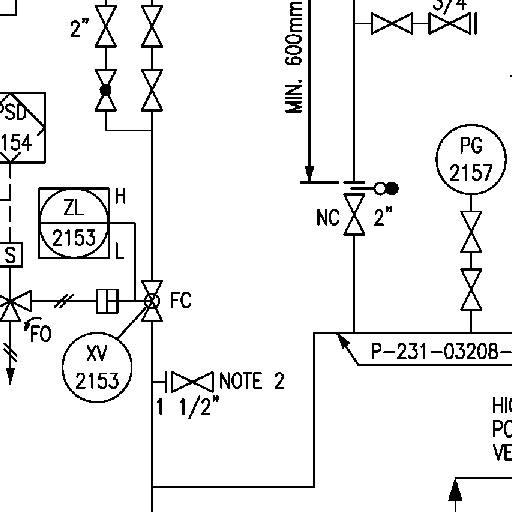 3/4"
2"
MIN. 600mm
PSD
154
PG
2157
H
ZL
2153
L
NC
2"
S
FC
FO
XV
2153
P-231-03208-
NOTE 2
1 1/2"
HI
PO
VE